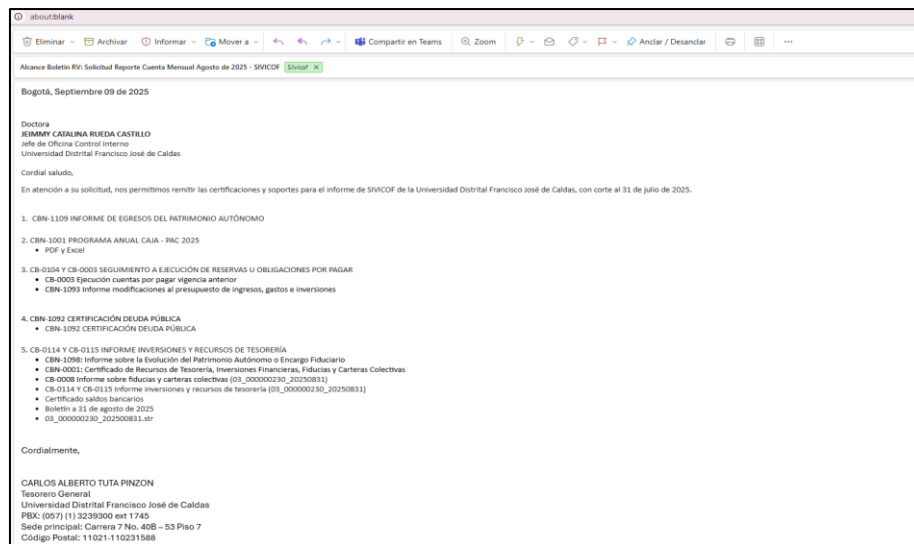 about:blank
Eliminar
Archivar
Informar
Mover a
Compartir en Teams
Zoom
Anclar / Desanclar
Alcance Boletin RV: Solicitud Reporte Cuenta Mensual Agosto de 2025 - SIVICOF
Sivicof
Bogotá, Septiembre 09 de 2025
Doctora
JEIMMY CATALINA RUEDA CASTILLO
Jefe de Oficina Control Interno
Universidad Distrital Francisco José de Caldas
Cordial saludo,
En atención a su solicitud, nos permitimos remitir las certificaciones y soportes para el informe de SIVICOF de la Universidad Distrital Francisco José de Caldas, con corte al 31 de julio de 2025.
1. CBN-1109 INFORME DE EGRESOS DEL PATRIMONIO AUTÓNOMO
2. CBN-1001 PROGRAMA ANUAL CAJA - PAC 2025
• PDF y Excel
3. CB-0104 Y CB-0003 SEGUIMIENTO A EJECUCIÓN DE RESERVAS U OBLIGACIONES POR PAGAR
• CB-0003 Ejecución cuentas por pagar vigencia anterior
• CBN-1093 Informe modificaciones al presupuesto de ingresos, gastos e inversiones
4. CBN-1092 CERTIFICACIÓN DEUDA PÚBLICA
• CBN-1092 CERTIFICACIÓN DEUDA PÚBLICA
5. CB-0114 Y CB-0115 INFORME INVERSIONES Y RECURSOS DE TESORERÍA
• CBN-1098: Informe sobre la Evolución del Patrimonio Autónomo o Encargo Fiduciario
• CBN-0001: Certificado de Recursos de Tesorería, Inversiones Financieras, Fiducias y Carteras Colectivas
• CB-0008 Informe sobre fiducias y carteras colectivas (03_000000230_20250831)
• CB-0114 Y CB-0115 Informe inversiones y recursos de tesorería (03_000000230_20250831)
• Certificado saldos bancarios
• Boletín a 31 de agosto de 2025
• 03_000000230_202500831.str
Cordialmente,
CARLOS ALBERTO TUTA PINZON
Tesorero General
Universidad Distrital Francisco José de Caldas
PBX: (057) (1) 3239300 ext 1745
Sede principal: Carrera 7 No. 40B – 53 Piso 7
Código Postal: 11021-110231588